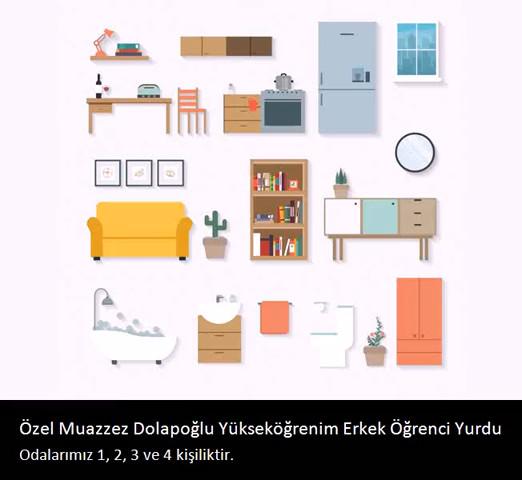 Özel Muazzez Dolapoğlu Yükseköğrenim Erkek Öğrenci Yurdu
Odalarımız 1, 2, 3 ve 4 kişiliktir.